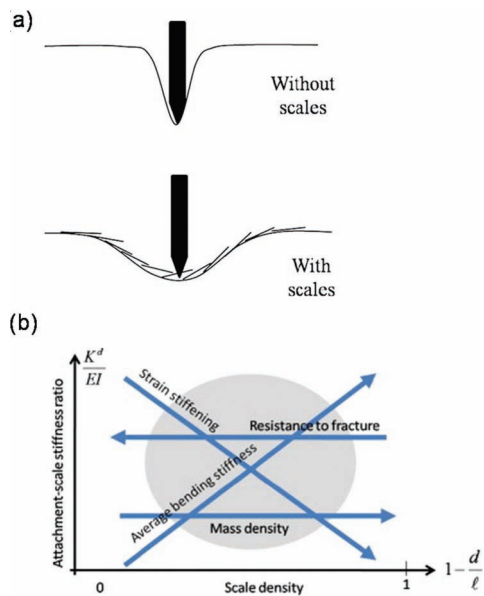 a)
Without
scales
With
scales
(b)
K^d
EI
Attachment-scale stiffness ratio
Strain stiffening
Resistance to fracture
Average bending stiffness
Mass density
0
Scale density
1
1 - d/ℓ